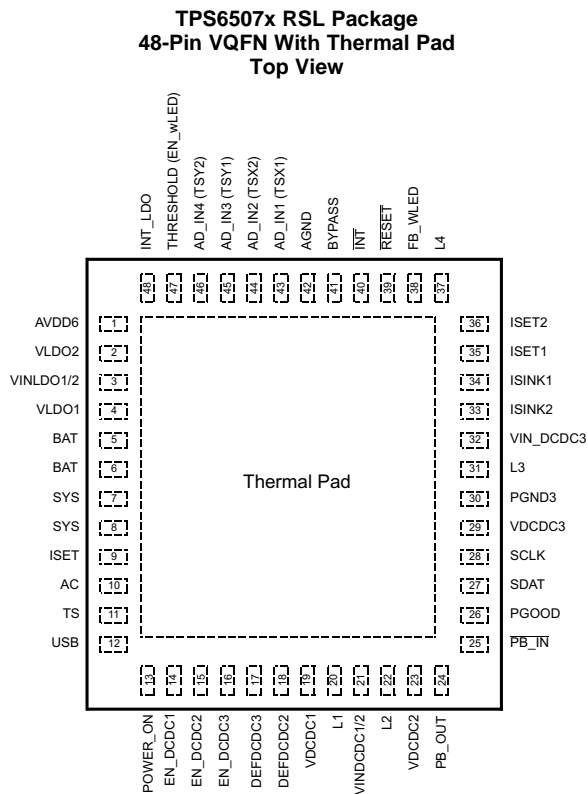 TPS6507x RSL Package
48-Pin VQFN With Thermal Pad
Top View
INT_LDO
THRESHOLD (EN_wLED)
AD_IN4 (TSY2)
AD_IN3 (TSY1)
AD_IN2 (TSX2)
AD_IN1 (TSX1)
AGND
BYPASS
INT
RESET
FB_WLED
L4
48
47
46
45
44
43
42
41
40
39
38
37
AVDD6 1
VLDO2 2
VINLDO1/2 3
VLDO1 4
BAT 5
BAT 6
SYS 7
SYS 8
ISET 9
AC 10
TS 11
USB 12
Thermal Pad
36 ISET2
35 ISET1
34 ISINK1
33 ISINK2
32 VIN_DCDC3
31 L3
30 PGND3
29 VDCDC3
28 SCLK
27 SDAT
26 PGOOD
25 PB_IN
13
14
15
16
17
18
19
20
21
22
23
24
POWER_ON
EN_DCDC1
EN_DCDC2
EN_DCDC3
DEFDCDC3
DEFDCDC2
VDCDC1
L1
VINDCDC1/2
L2
VDCDC2
PB_OUT